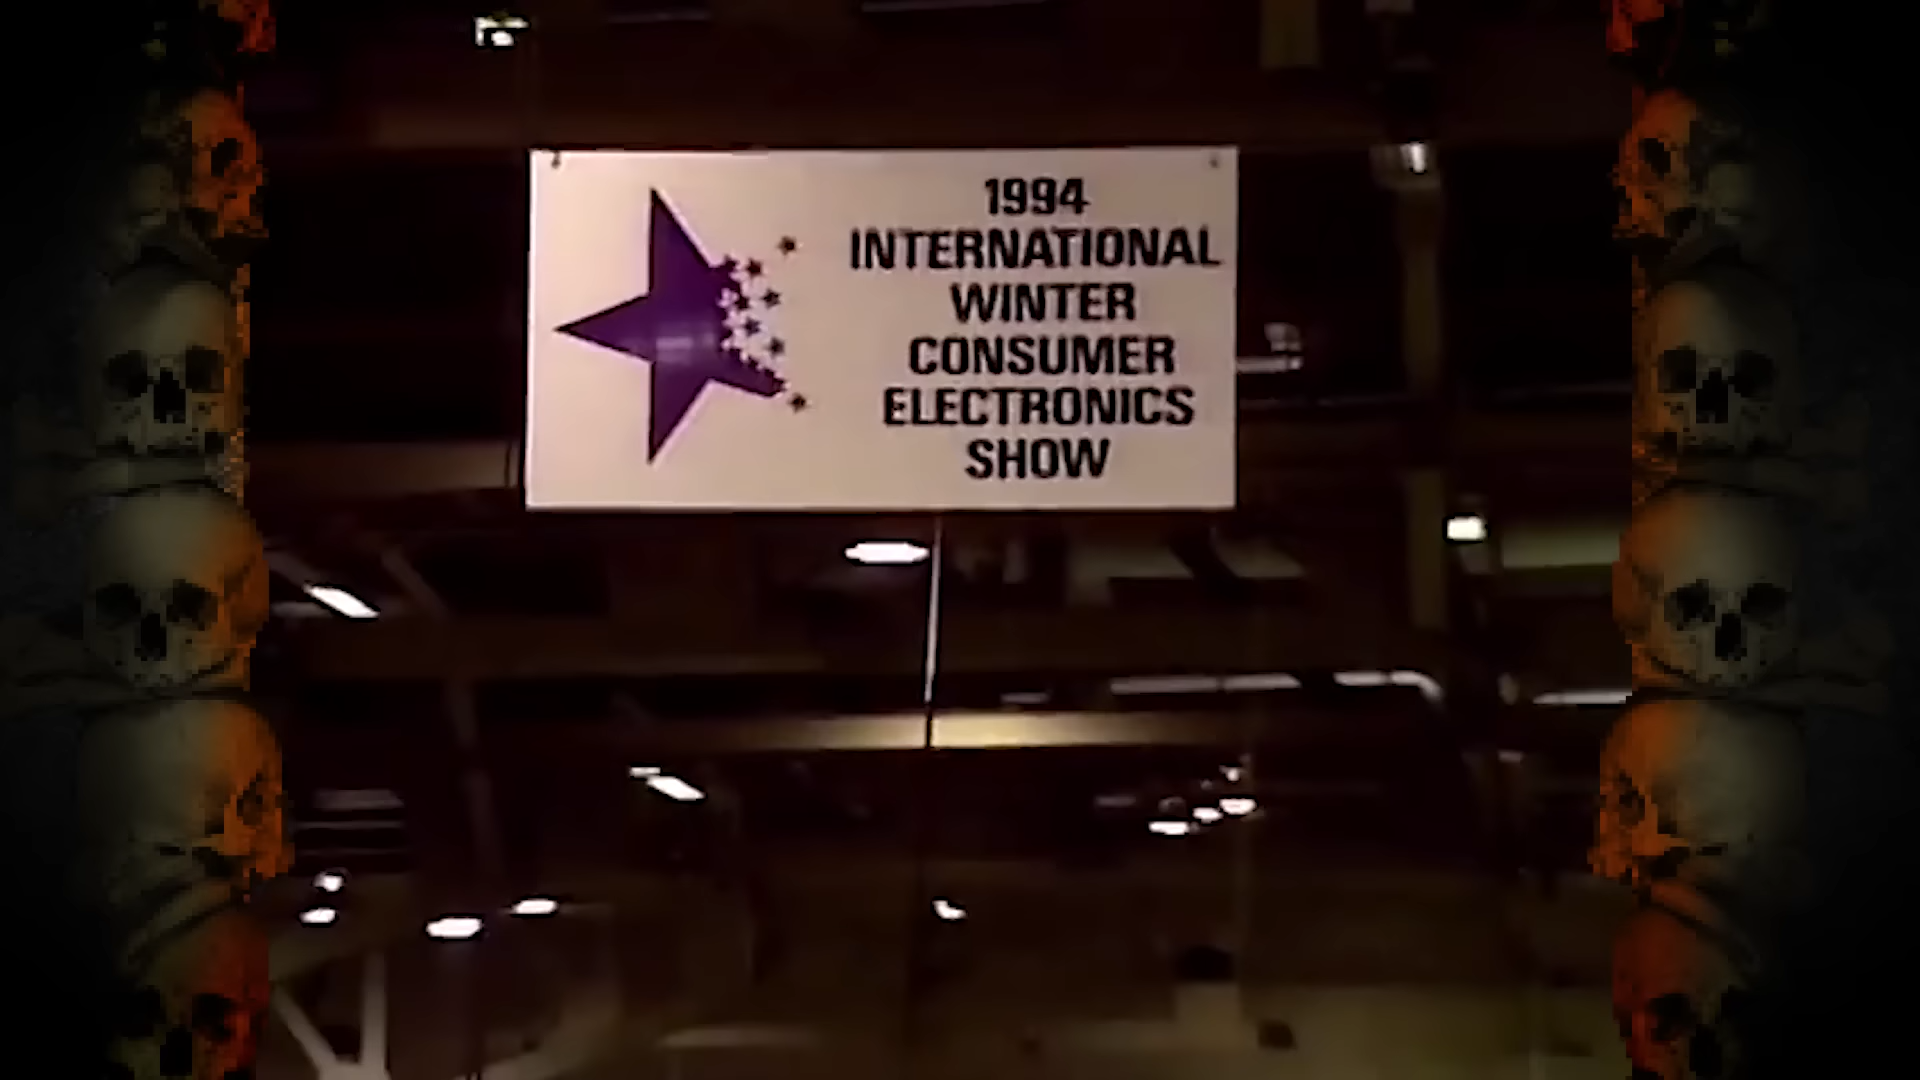 1994
INTERNATIONAL
WINTER
CONSUMER
ELECTRONICS
SHOW